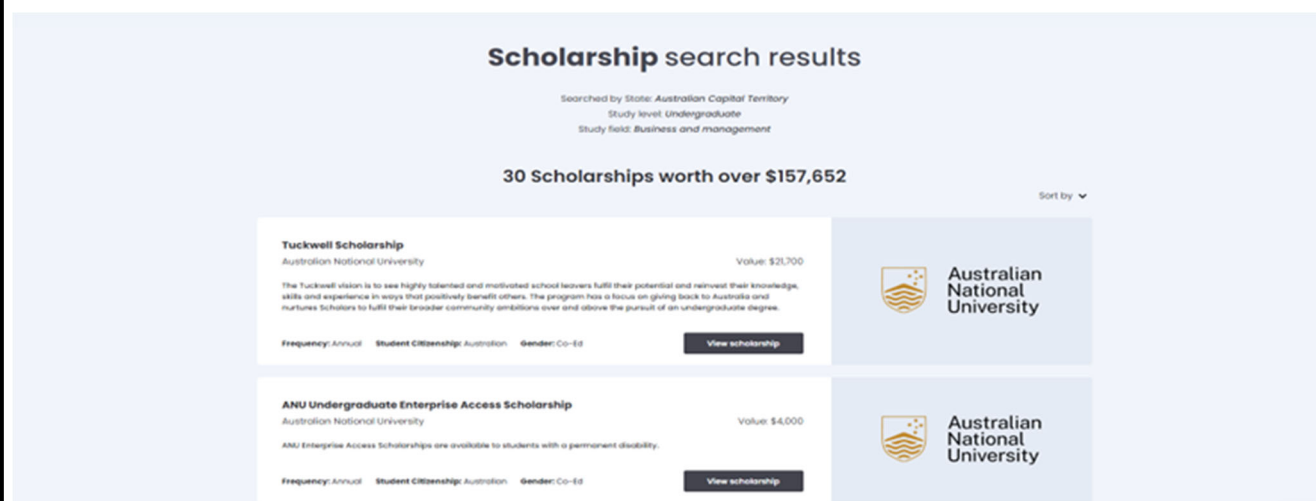 Scholarship search results
Searched by State: Australian Capital Territory
Study level: Undergraduate
Study field: Business and management
30 Scholarships worth over $157,652
Sort by
Tuckwell Scholarship
Australian National University
Value: $21,700
The Tuckwell vision is to see highly talented and motivated school leavers fulfil their potential and reinvest their knowledge,
skills and experience in ways that positively benefit others. The program has a focus on giving back to Australia and
nurtures Scholars to fulfil their broader community ambitions over and above the pursuit of an undergraduate degree.
Frequency: Annual Student Citizenship: Australian Gender: Co-Ed
View scholarship
Australian
National
University
ANU Undergraduate Enterprise Access Scholarship
Australian National University
Value: $4,000
ANU Enterprise Access Scholarships are available to students with a permanent disability.
Frequency: Annual Student Citizenship: Australian Gender: Co-Ed
View scholarship
Australian
National
University